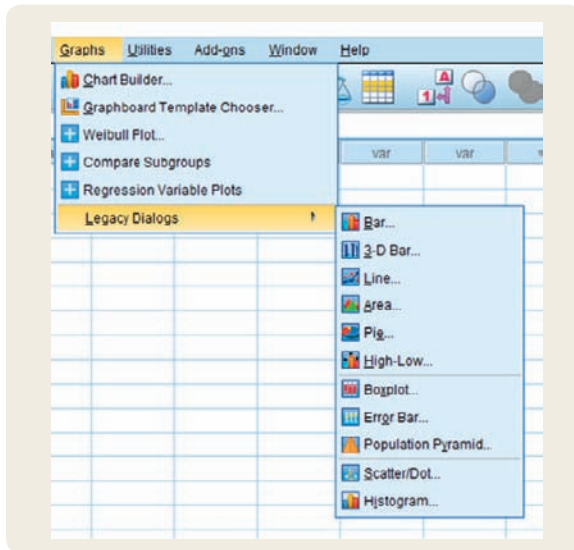 Graphs Utilities Add-ons Window Help
Chart Builder...
Graphboard Template Chooser...
Weibull Plot...
Compare Subgroups
Regression Variable Plots
Legacy Dialogs
A
1
var var
Bar...
3-D Bar...
Line...
Area...
Pie...
High-Low...
Boxplot...
Error Bar...
Population Pyramid...
Scatter/Dot...
Histogram...